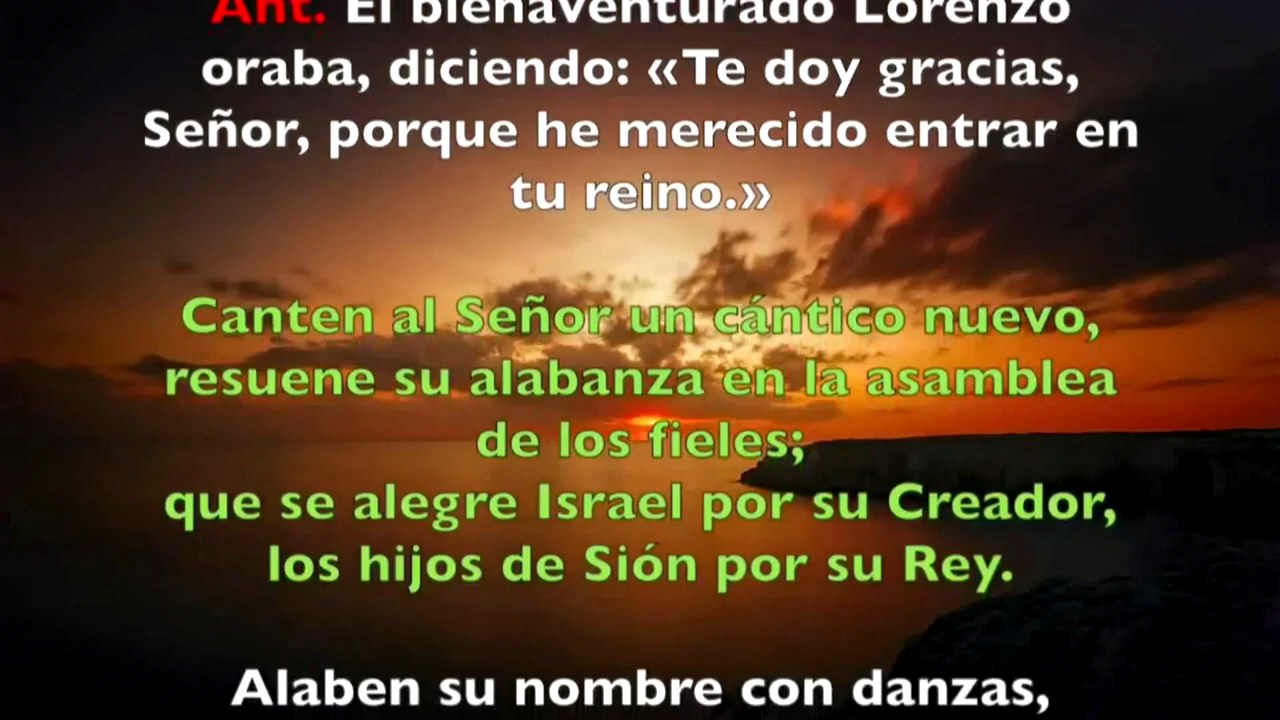 Ant. El bienaventurado Lorenzo
oraba, diciendo: «Te doy gracias,
Señor, porque he merecido entrar en
tu reino.»
Canten al Señor un cántico nuevo,
resuene su alabanza en la asamblea
de los fieles;
que se alegre Israel por su Creador,
los hijos de Sión por su Rey.
Alaben su nombre con danzas,